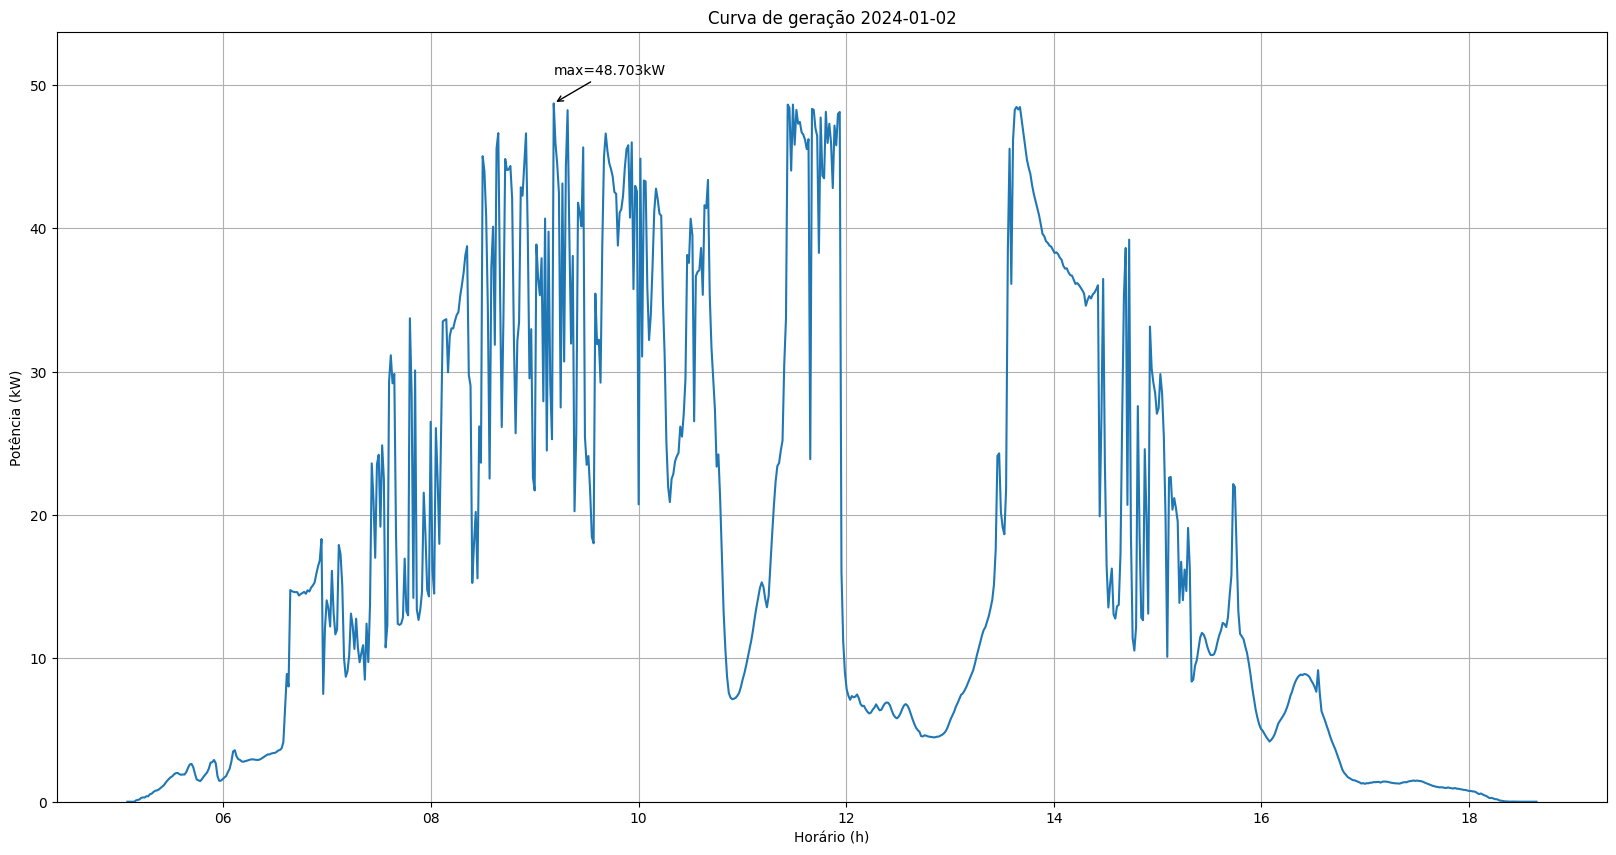 Curva de geração 2024-01-02
max=48.703kW
50
40
30
20
10
0
Potência (kW)
06 08 10 12 14 16 18
Horário (h)